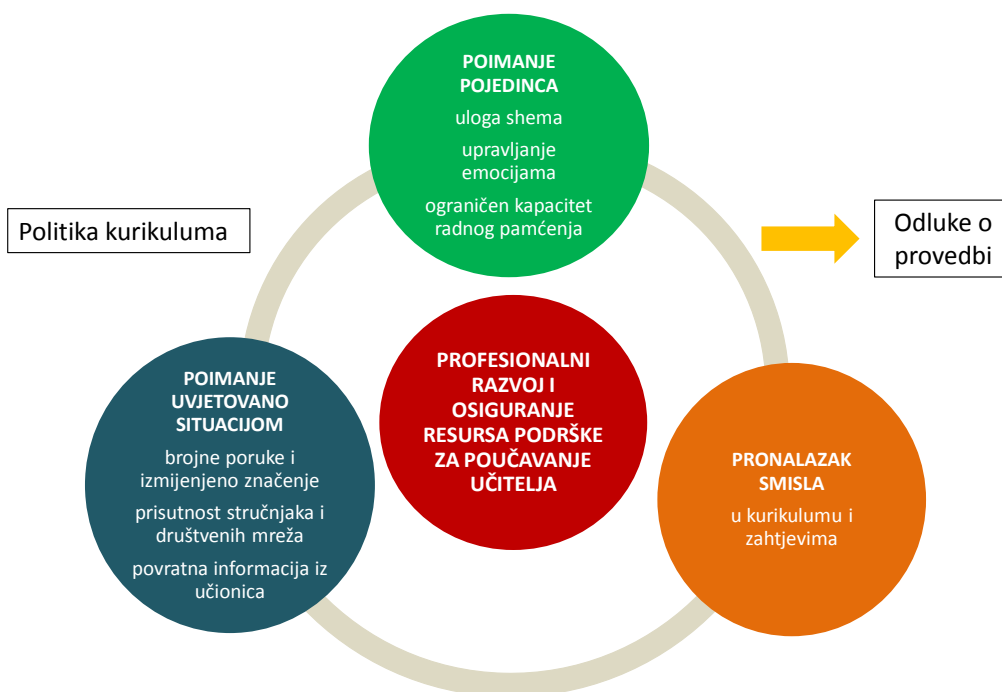 POIMANJE
POJEDINCA
uloga shema
upravljanje
emocijama
ograničen kapacitet
radnog pamćenja
Politika kurikuluma
Odluke o
provedbi
POIMANJE
UVJETOVANO
SITUACIJOM
brojne poruke i
izmijenjeno značenje
prisutnost stručnjaka i
društvenih mreža
povratna informacija iz
učionica
PROFESIONALNI
RAZVOJ I
OSIGURANJE
RESURSA PODRŠKE
ZA POUČAVANJE
UČITELJA
PRONALAZAK
SMISLA
u kurikulumu i
zahtjevima